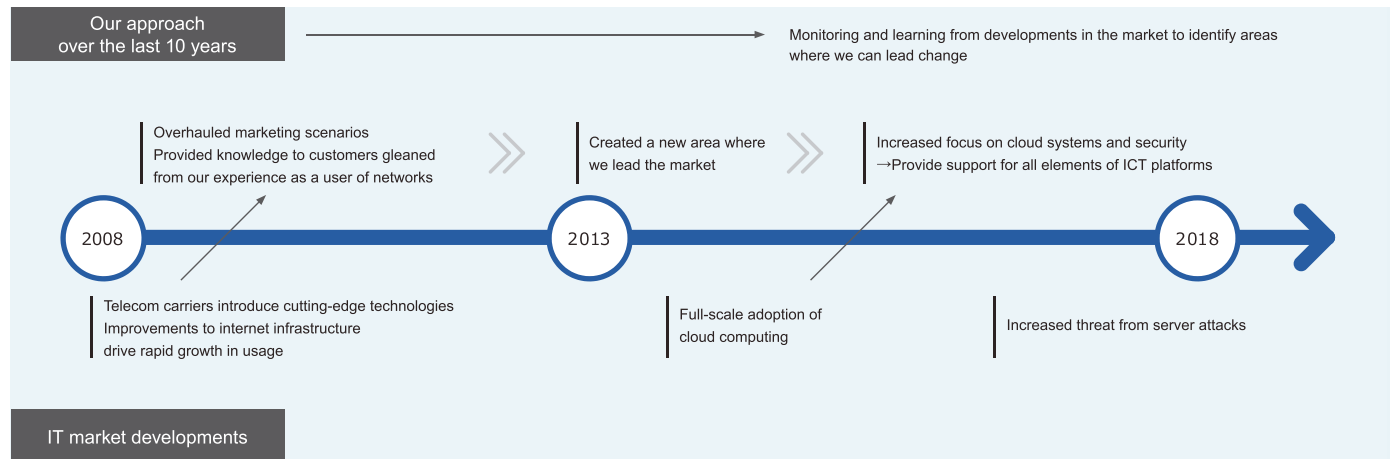 Our approach
over the last 10 years
Monitoring and learning from developments in the market to identify areas
where we can lead change
Overhauled marketing scenarios
Provided knowledge to customers gleaned
from our experience as a user of networks
Created a new area where
we lead the market
Increased focus on cloud systems and security
→Provide support for all elements of ICT platforms
2008
2013
2018
Telecom carriers introduce cutting-edge technologies
Improvements to internet infrastructure
drive rapid growth in usage
Full-scale adoption of
cloud computing
Increased threat from server attacks
IT market developments